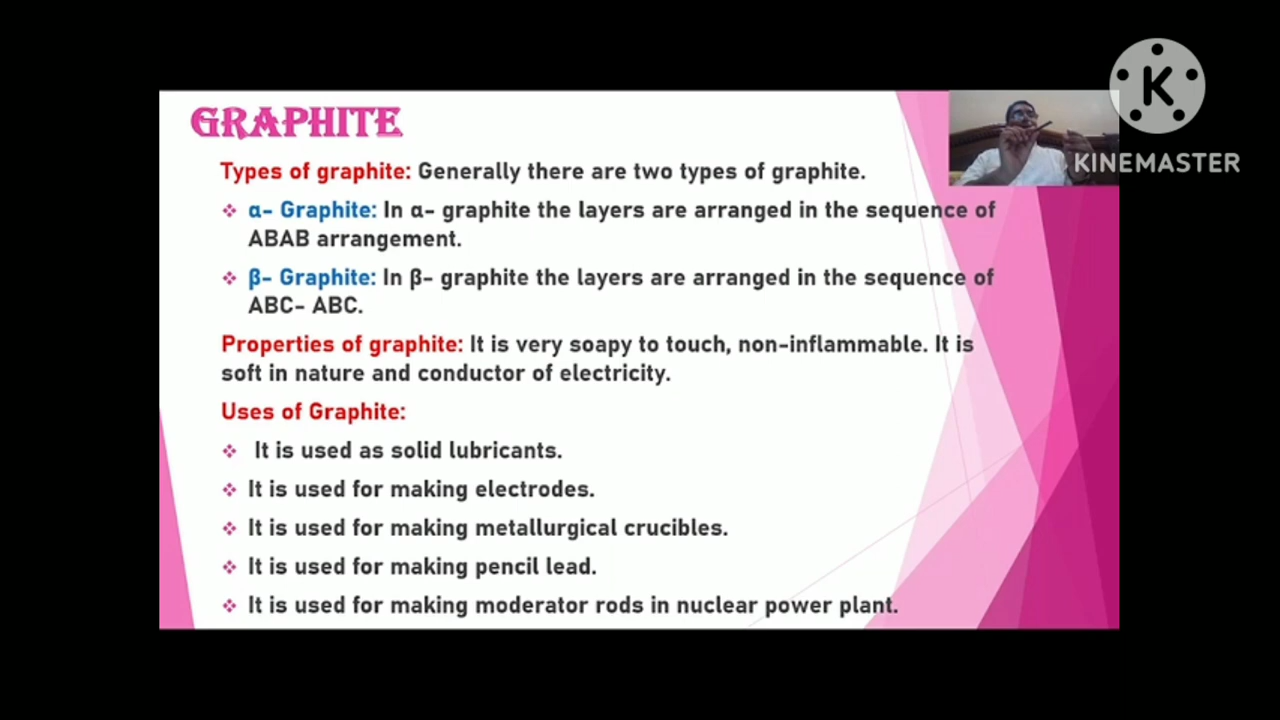 GRAPHITE
Types of graphite: Generally there are two types of graphite.
❖ α- Graphite: In α- graphite the layers are arranged in the sequence of
ABAB arrangement.
❖ β- Graphite: In β- graphite the layers are arranged in the sequence of
ABC- ABC.
Properties of graphite: It is very soapy to touch, non-inflammable. It is
soft in nature and conductor of electricity.
Uses of Graphite:
❖ It is used as solid lubricants.
❖ It is used for making electrodes.
❖ It is used for making metallurgical crucibles.
❖ It is used for making pencil lead.
❖ It is used for making moderator rods in nuclear power plant.
K
KINEMASTER